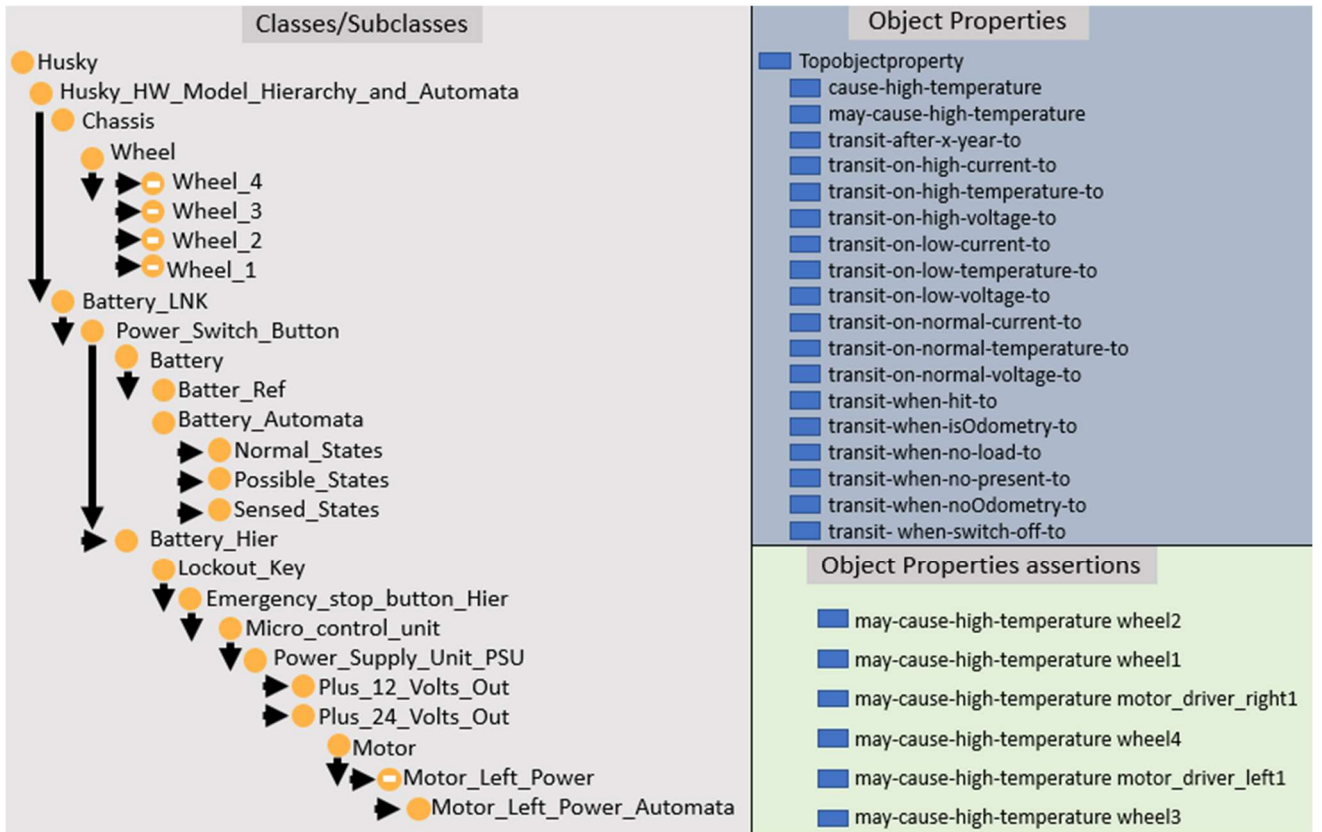 Classes/Subclasses
Husky
Husky_HW_Model_Hierarchy_and_Automata
Chassis
Wheel
Wheel_4
Wheel_3
Wheel_2
Wheel_1
Battery_LNK
Power_Switch_Button
Battery
Batter_Ref
Battery_Automata
Normal_States
Possible_States
Sensed_States
Battery_Hier
Lockout_Key
Emergency_stop_button_Hier
Micro_control_unit
Power_Supply_Unit_PSU
Plus_12_Volts_Out
Plus_24_Volts_Out
Motor
Motor_Left_Power
Motor_Left_Power_Automata
Object Properties
Topobjectproperty
cause-high-temperature
may-cause-high-temperature
transit-after-x-year-to
transit-on-high-current-to
transit-on-high-temperature-to
transit-on-high-voltage-to
transit-on-low-current-to
transit-on-low-temperature-to
transit-on-low-voltage-to
transit-on-normal-current-to
transit-on-normal-temperature-to
transit-on-normal-voltage-to
transit-when-hit-to
transit-when-isOdometry-to
transit-when-no-load-to
transit-when-no-present-to
transit-when-noOdometry-to
transit- when-switch-off-to
Object Properties assertions
may-cause-high-temperature wheel2
may-cause-high-temperature wheel1
may-cause-high-temperature motor_driver_right1
may-cause-high-temperature wheel4
may-cause-high-temperature motor_driver_left1
may-cause-high-temperature wheel3